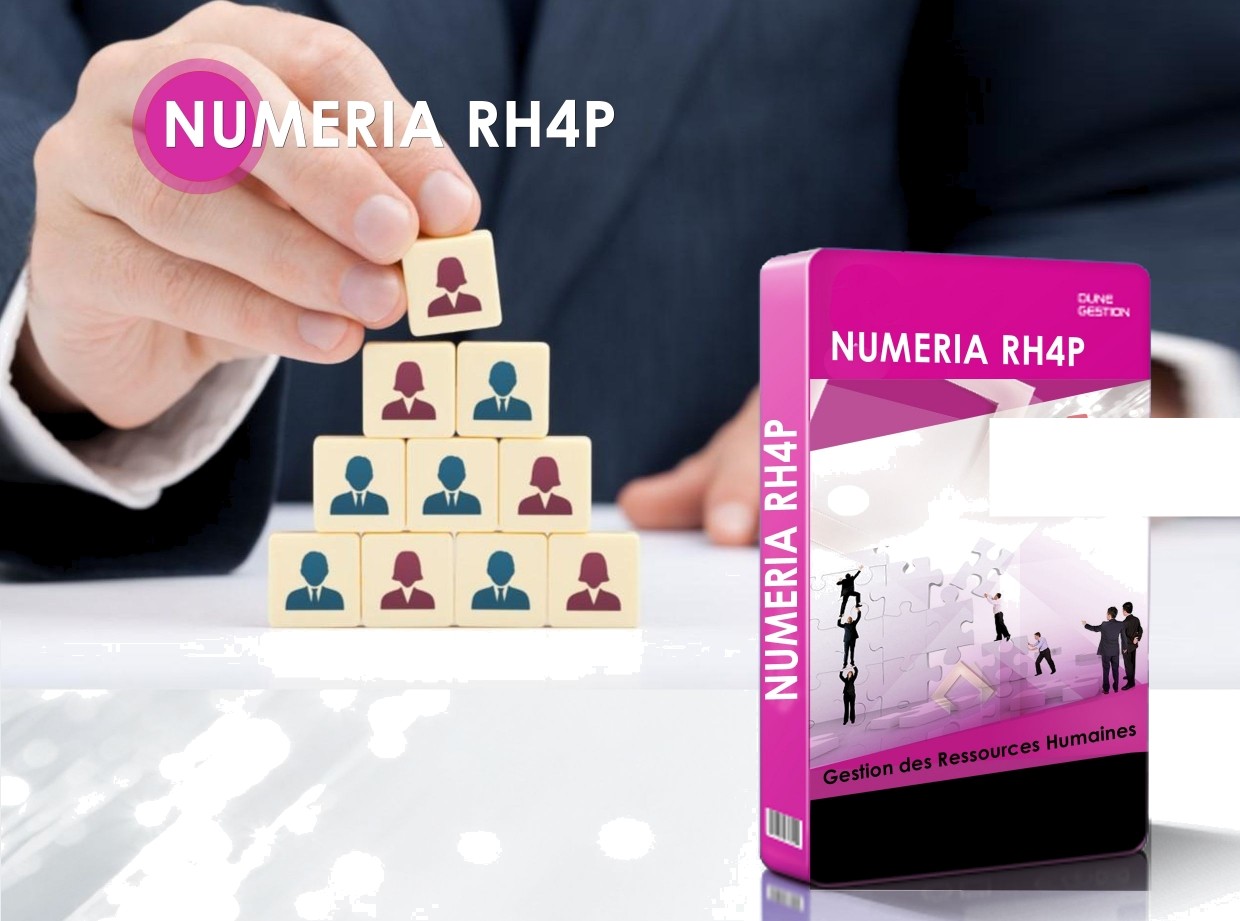 NUMERIA RH4P
DUNE
GESTION
NUMERIA RH4P
NUMERIA RH4P
Gestion des Ressources Humaines